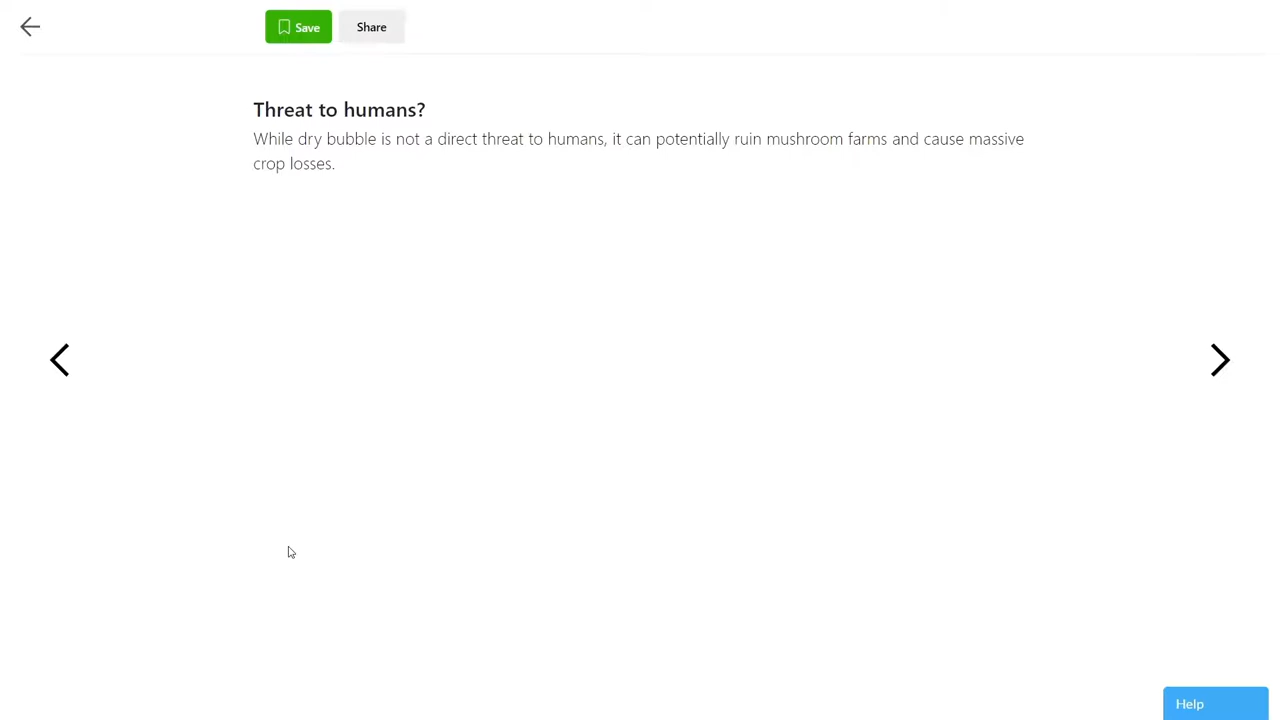 Save
Share
Threat to humans?
While dry bubble is not a direct threat to humans, it can potentially ruin mushroom farms and cause massive
crop losses.
Help